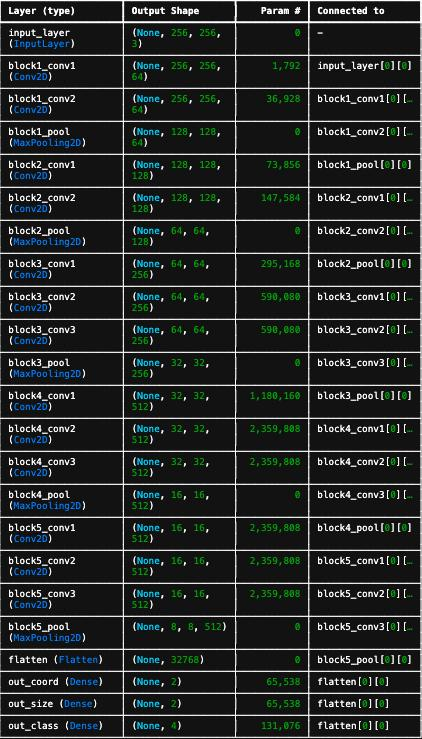 Layer (type) Output Shape Param # Connected to
input_layer (None, 256, 256, 0 –
(InputLayer) 3)
block1_conv1 (None, 256, 256, 1,792 input_layer[0][0]
(Conv2D) 64)
block1_conv2 (None, 256, 256, 36,928 block1_conv1[0][…
(Conv2D) 64)
block1_pool (None, 128, 128, 0 block1_conv2[0][…
(MaxPooling2D) 64)
block2_conv1 (None, 128, 128, 73,856 block1_pool[0][0]
(Conv2D) 128)
block2_conv2 (None, 128, 128, 147,584 block2_conv1[0][…
(Conv2D) 128)
block2_pool (None, 64, 64, 0 block2_conv2[0][…
(MaxPooling2D) 128)
block3_conv1 (None, 64, 64, 295,168 block2_pool[0][0]
(Conv2D) 256)
block3_conv2 (None, 64, 64, 590,080 block3_conv1[0][…
(Conv2D) 256)
block3_conv3 (None, 64, 64, 590,080 block3_conv2[0][…
(Conv2D) 256)
block3_pool (None, 32, 32, 0 block3_conv3[0][…
(MaxPooling2D) 256)
block4_conv1 (None, 32, 32, 1,180,160 block3_pool[0][0]
(Conv2D) 512)
block4_conv2 (None, 32, 32, 2,359,808 block4_conv1[0][…
(Conv2D) 512)
block4_conv3 (None, 32, 32, 2,359,808 block4_conv2[0][…
(Conv2D) 512)
block4_pool (None, 16, 16, 0 block4_conv3[0][…
(MaxPooling2D) 512)
block5_conv1 (None, 16, 16, 2,359,808 block4_pool[0][0]
(Conv2D) 512)
block5_conv2 (None, 16, 16, 2,359,808 block5_conv1[0][…
(Conv2D) 512)
block5_conv3 (None, 16, 16, 2,359,808 block5_conv2[0][…
(Conv2D) 512)
block5_pool (None, 8, 8, 512) 0 block5_conv3[0][…
(MaxPooling2D)
flatten (Flatten) (None, 32768) 0 block5_pool[0][0]
out_coord (Dense) (None, 2) 65,538 flatten[0][0]
out_size (Dense) (None, 2) 65,538 flatten[0][0]
out_class (Dense) (None, 4) 131,076 flatten[0][0]